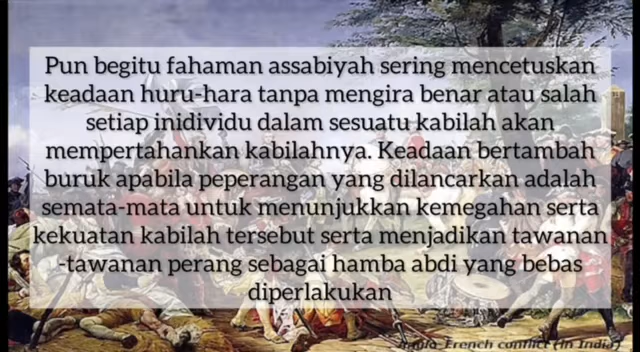 Pun begitu fahaman assabiyah sering mencetuskan
keadaan huru-hara tanpa mengira benar atau salah
setiap inidividu dalam sesuatu kabilah akan
mempertahankan kabilahnya. Keadaan bertambah
buruk apabila peperangan yang dilancarkan adalah
semata-mata untuk menunjukkan kemegahan serta
kekuatan kabilah tersebut serta menjadikan tawanan
-tawanan perang sebagai hamba abdi yang bebas
diperlakukan
Anglo-French conflict (In India)